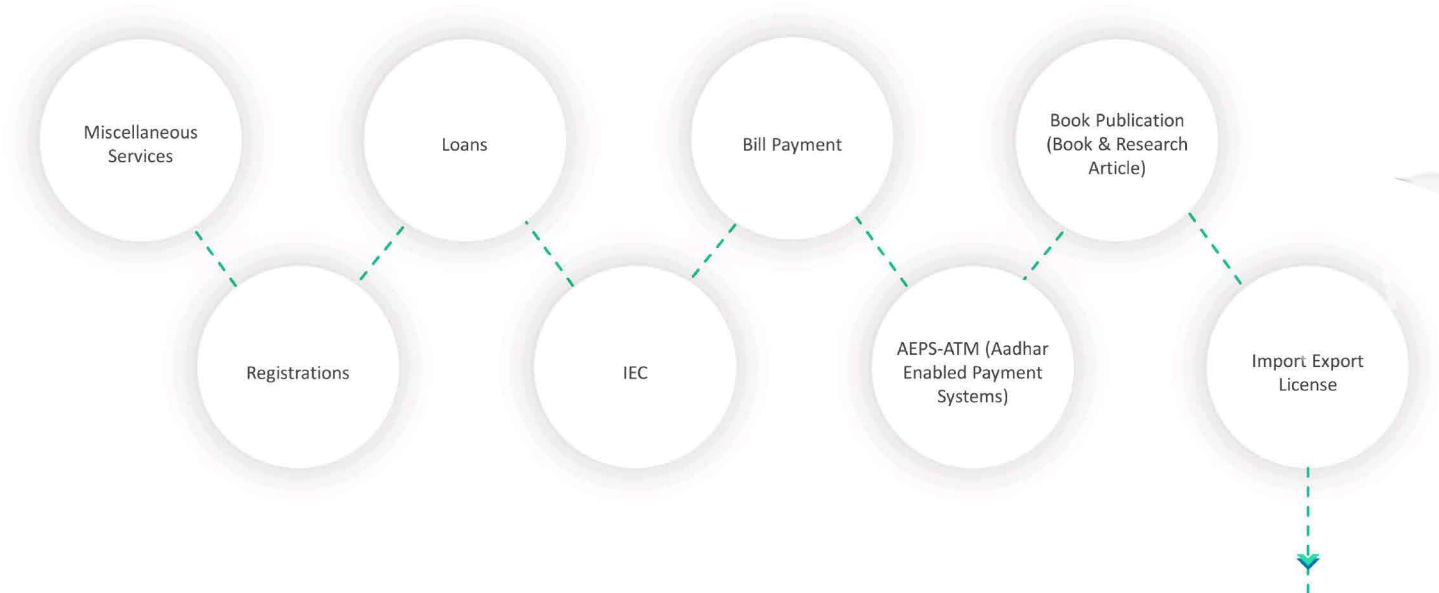 Miscellaneous
Services
Registrations
Loans
IEC
Bill Payment
AEPS-ATM (Aadhar
Enabled Payment
Systems)
Book Publication
(Book & Research
Article)
Import Export
License